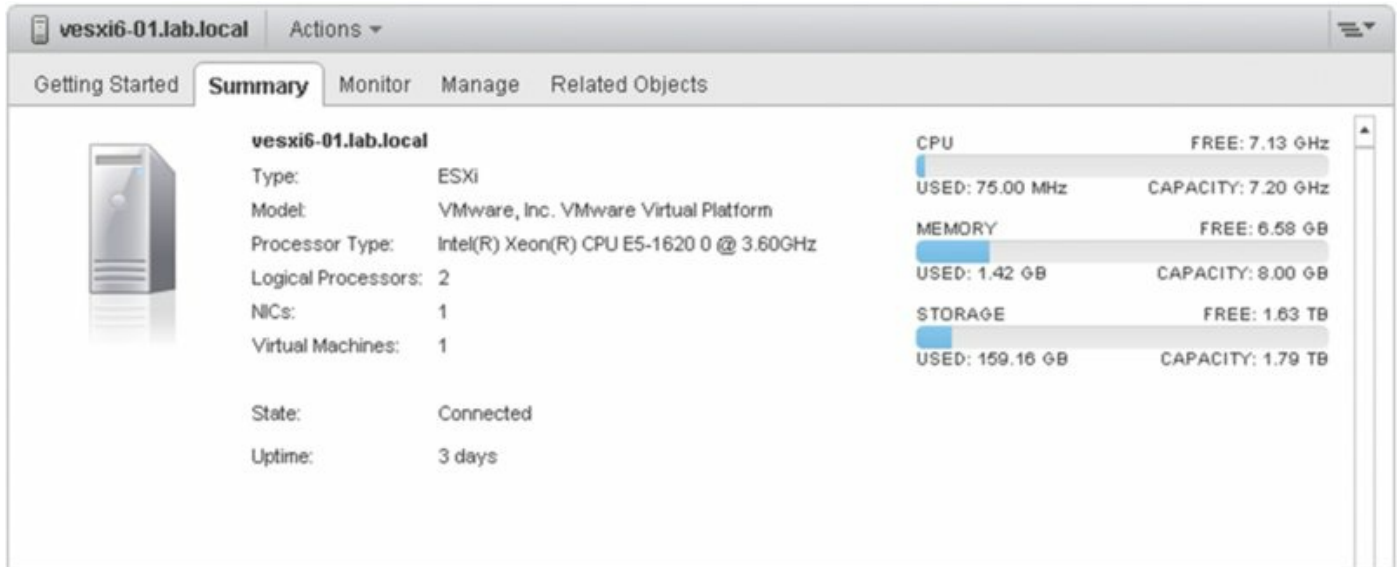 vesxi6-01.lab.local Actions
Getting Started Summary Monitor Manage Related Objects
vesxi6-01.lab.local
Type: ESXi
Model: VMware, Inc. VMware Virtual Platform
Processor Type: Intel(R) Xeon(R) CPU E5-1620 0 @ 3.60GHz
Logical Processors: 2
NICs: 1
Virtual Machines: 1
State: Connected
Uptime: 3 days
CPU FREE: 7.13 GHz
USED: 75.00 MHz CAPACITY: 7.20 GHz
MEMORY FREE: 6.58 GB
USED: 1.42 GB CAPACITY: 8.00 GB
STORAGE FREE: 1.63 TB
USED: 159.16 GB CAPACITY: 1.79 TB